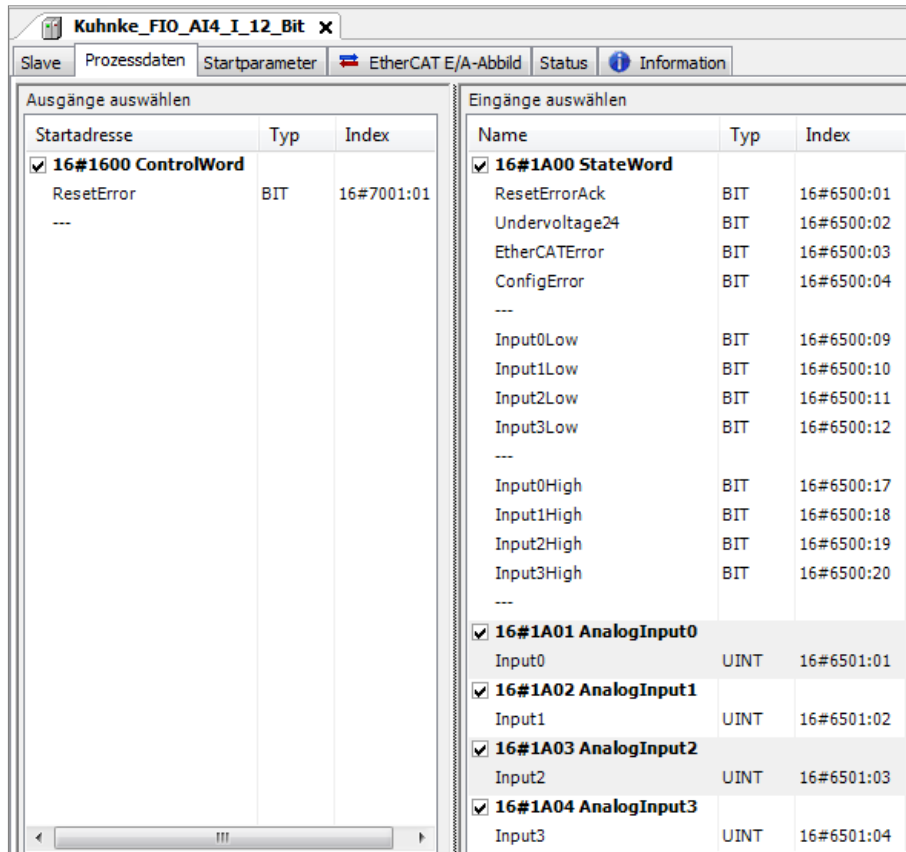 Kuhnke_FIO_AI4_I_12_Bit X
Slave Prozessdaten Startparameter EtherCAT E/A-Abbild Status Information
Ausgänge auswählen
Startadresse Typ Index
16#1600 ControlWord
ResetError BIT 16#7001:01
---
Eingänge auswählen
Name Typ Index
16#1A00 StateWord
ResetErrorAck BIT 16#6500:01
Undervoltage24 BIT 16#6500:02
EtherCATError BIT 16#6500:03
ConfigError BIT 16#6500:04
---
Input0Low BIT 16#6500:09
Input1Low BIT 16#6500:10
Input2Low BIT 16#6500:11
Input3Low BIT 16#6500:12
---
Input0High BIT 16#6500:17
Input1High BIT 16#6500:18
Input2High BIT 16#6500:19
Input3High BIT 16#6500:20
---
16#1A01 AnalogInput0
Input0 UINT 16#6501:01
16#1A02 AnalogInput1
Input1 UINT 16#6501:02
16#1A03 AnalogInput2
Input2 UINT 16#6501:03
16#1A04 AnalogInput3
Input3 UINT 16#6501:04